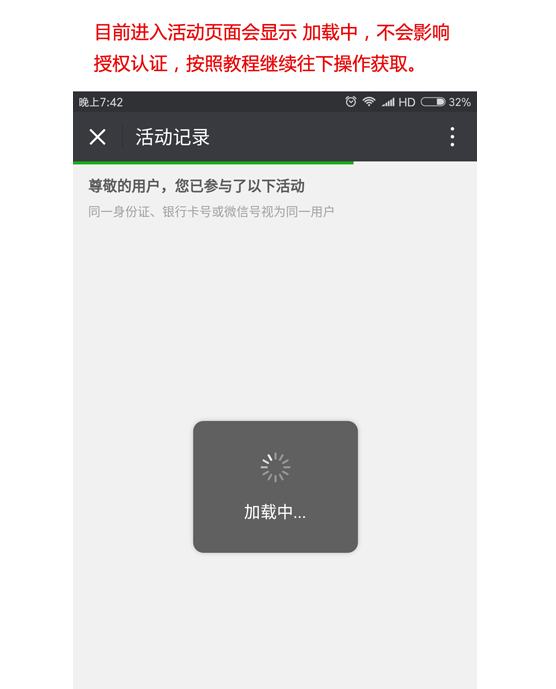 目前进入活动页面会显示 加载中，不会影响
授权认证，按照教程继续往下操作获取。
晚上7:42 HD 32%
活动记录
尊敬的用户，您已参与了以下活动
同一身份证、银行卡号或微信号视为同一用户
加载中...